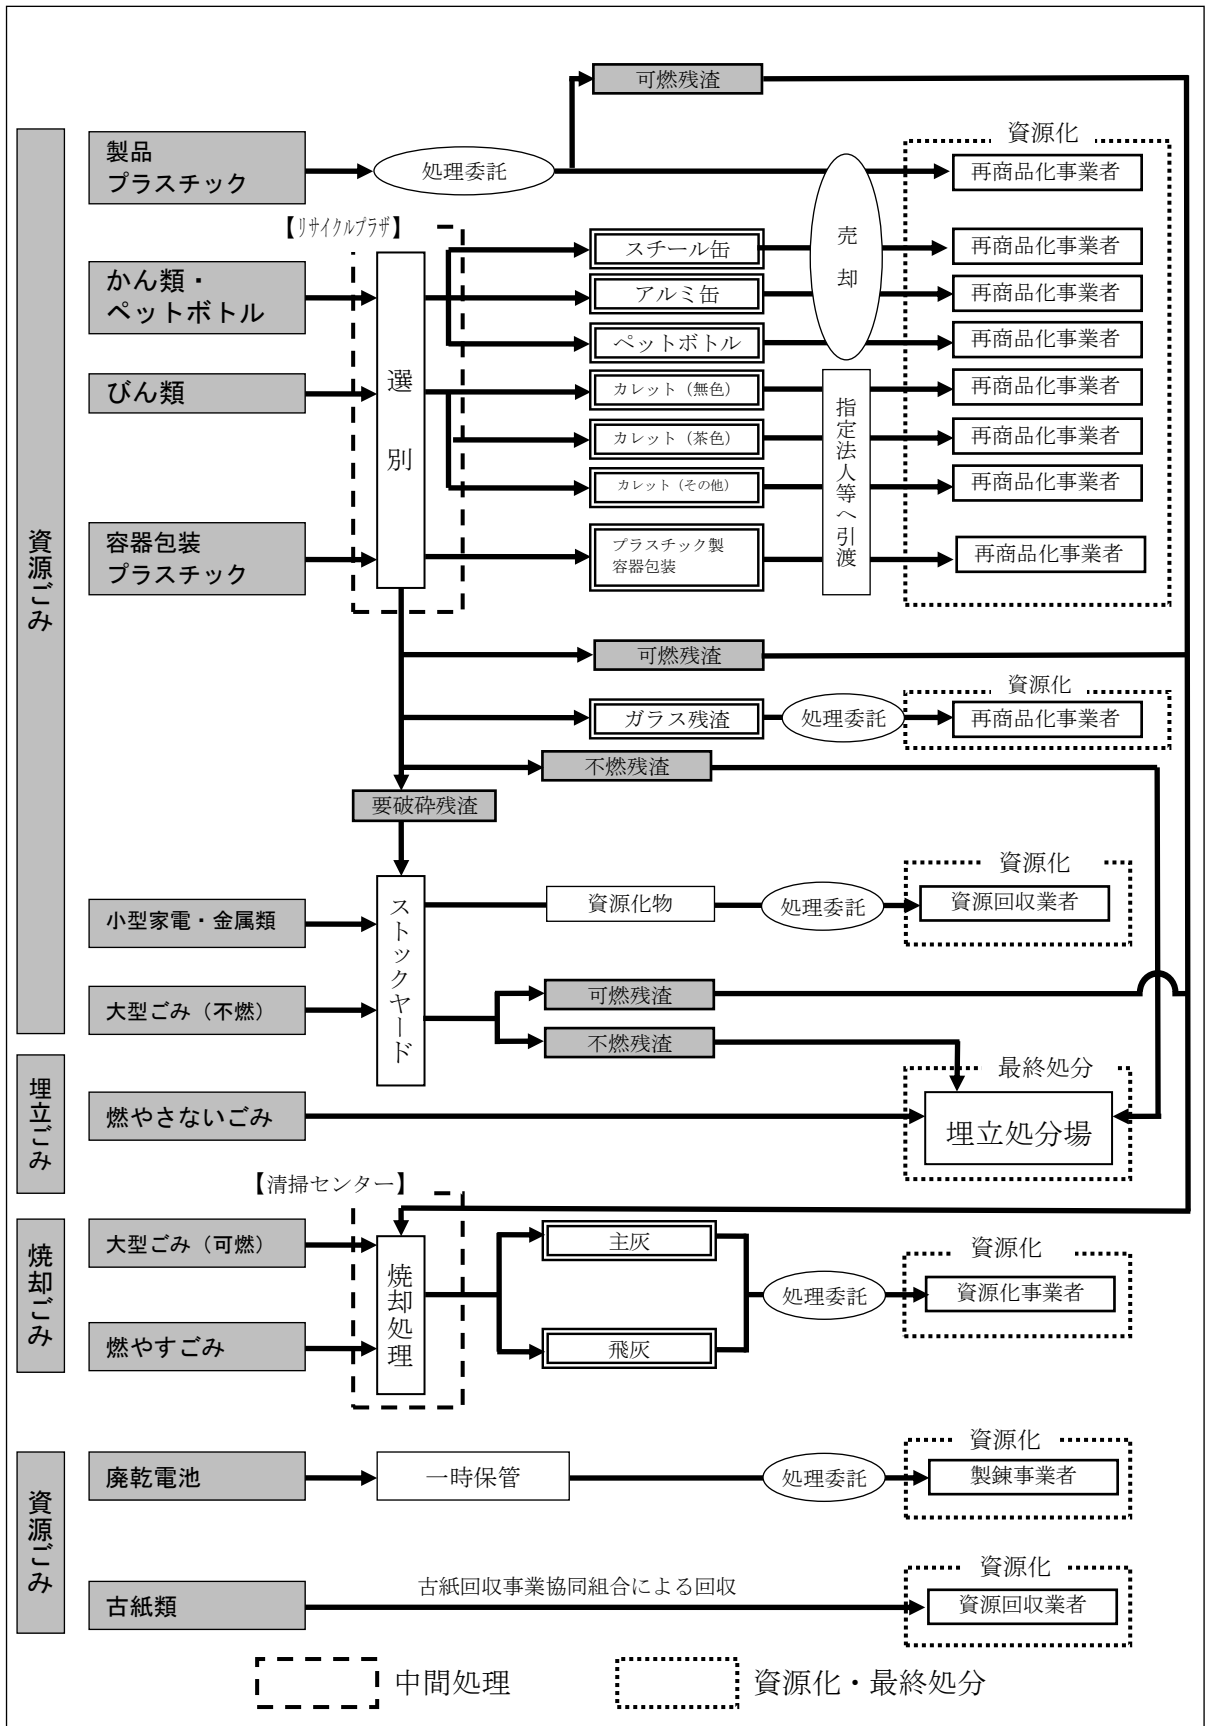 可燃残渣
資源化
製品
プラスチック
処理委託
再商品化事業者
【リサイクルプラザ】
売却
スチール缶
再商品化事業者
かん類・
ペットボトル
アルミ缶
再商品化事業者
ペットボトル
再商品化事業者
選別
びん類
カレット（無色）
再商品化事業者
指定法人等へ引渡
カレット（茶色）
再商品化事業者
カレット（その他）
再商品化事業者
資源ごみ
容器包装
プラスチック
プラスチック製
容器包装
再商品化事業者
可燃残渣
資源化
ガラス残渣
処理委託
再商品化事業者
不燃残渣
要破砕残渣
資源化
ストックヤード
小型家電・金属類
資源化物
処理委託
資源回収業者
大型ごみ（不燃）
可燃残渣
不燃残渣
最終処分
埋立ごみ
燃やさないごみ
埋立処分場
【清掃センター】
焼却ごみ
大型ごみ（可燃）
焼却処理
主灰
資源化
処理委託
資源化事業者
燃やすごみ
飛灰
資源化
資源ごみ
廃乾電池
一時保管
処理委託
製錬事業者
資源化
古紙類
古紙回収事業協同組合による回収
資源回収業者
中間処理
資源化・最終処分